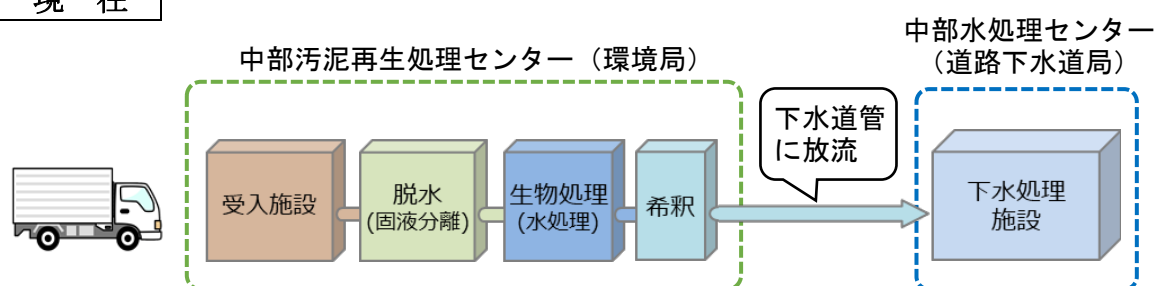 現 在
中部汚泥再生処理センター（環境局）
中部水処理センター
（道路下水道局）
下水道管
に放流
受入施設
脱水
(固液分離)
生物処理
(水処理)
希釈
下水処理
施設